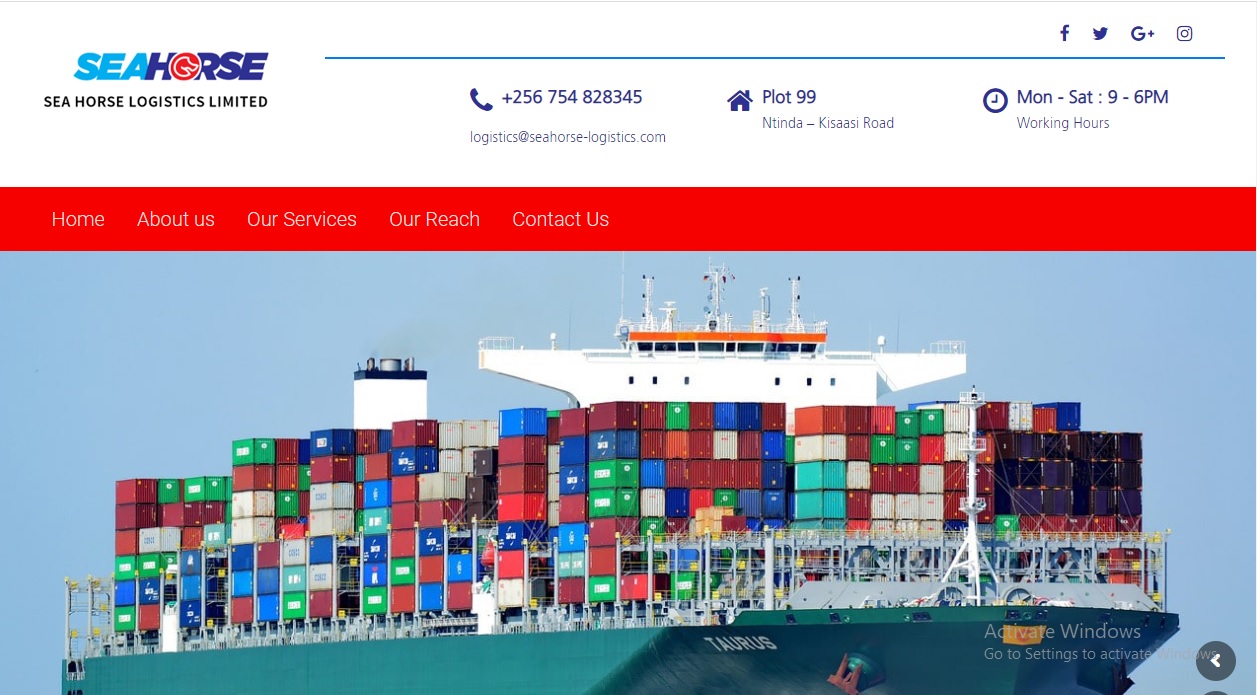 SEAHORSE
SEA HORSE LOGISTICS LIMITED
+256 754 828345
logistics@seahorse-logistics.com
Plot 99
Ntinda – Kisaasi Road
Mon - Sat : 9 - 6PM
Working Hours
Home About us Our Services Our Reach Contact Us
TAURUS
Activate Windows
Go to Settings to activate Windows.